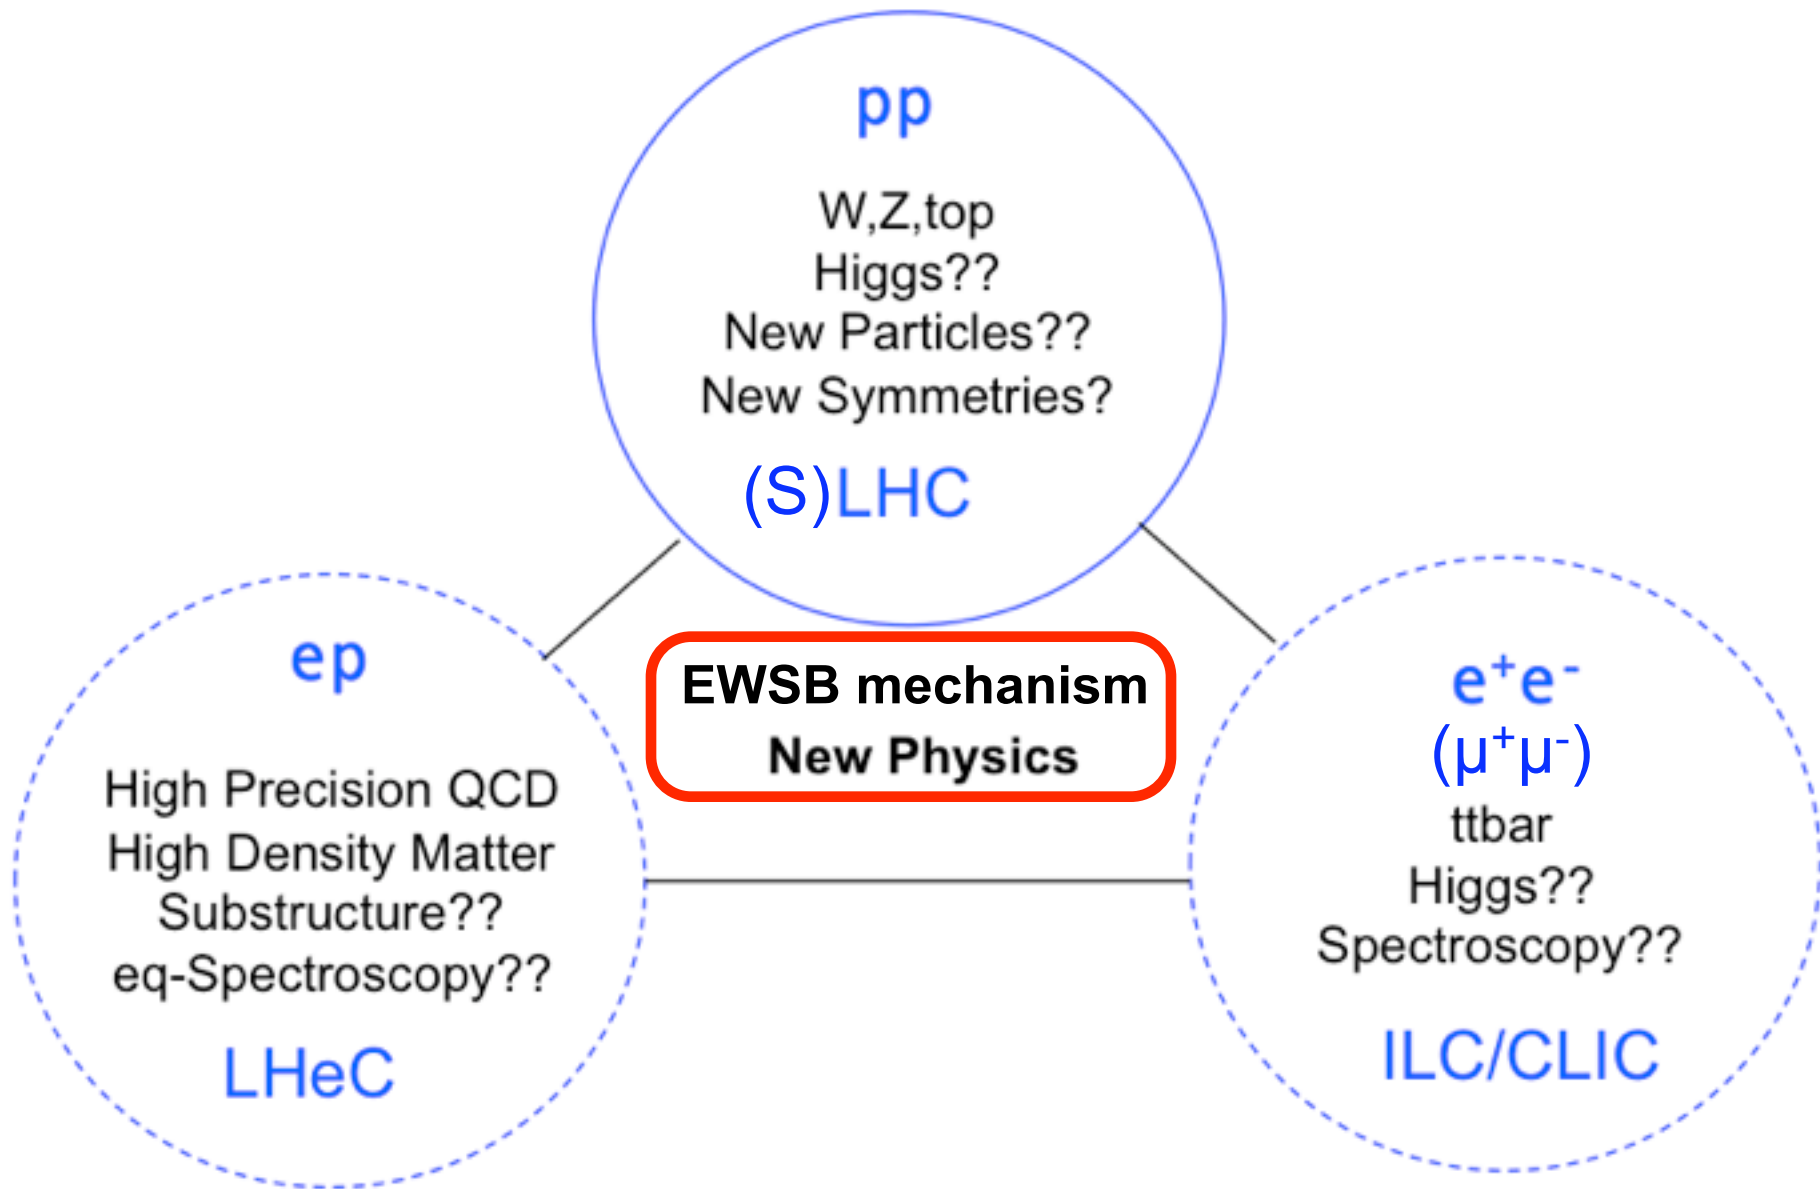 pp
W,Z,top
Higgs??
New Particles??
New Symmetries?
(S)LHC
ep
High Precision QCD
High Density Matter
Substructure??
eq-Spectroscopy??
LHeC
EWSB mechanism
New Physics
e⁺e⁻
(μ⁺μ⁻)
ttbar
Higgs??
Spectroscopy??
ILC/CLIC